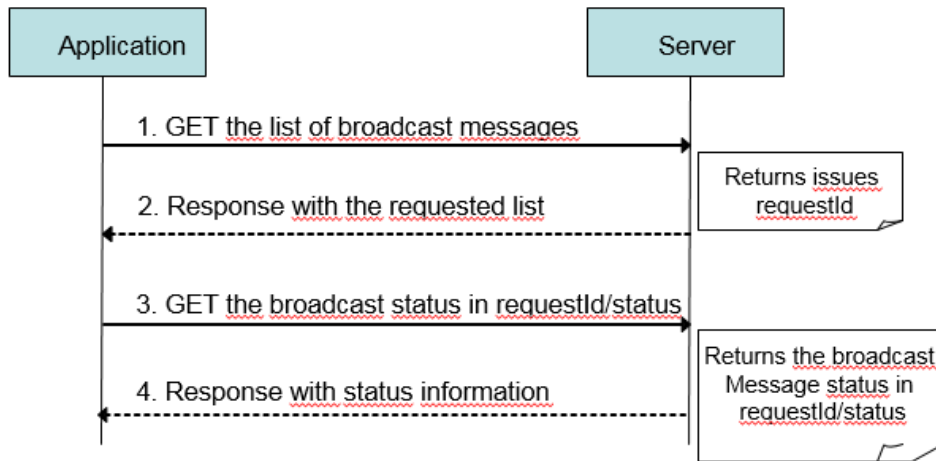 Application
Server
1. GET the list of broadcast messages
Returns issues
requestId
2. Response with the requested list
3. GET the broadcast status in requestId/status
Returns the broadcast
Message status in
requestId/status
4. Response with status information